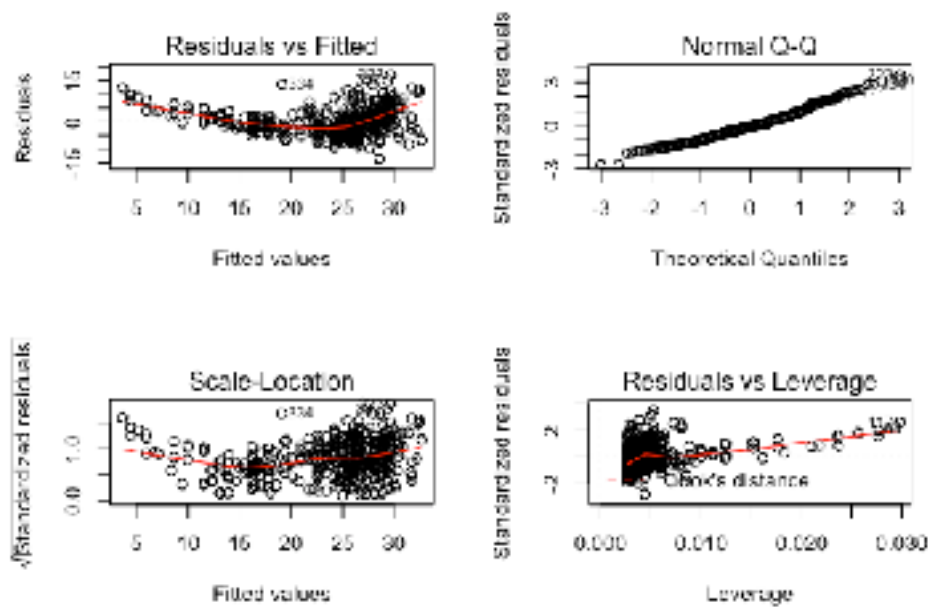 Residuals vs Fitted
Residuals
15
0
-15
334
5 10 15 20 25 30
Fitted values
Normal Q-Q
Standardized residuals
3
0
-3
-3 -2 -1 0 1 2 3
Theoretical Quantiles
Scale-Location
√|Standardized residuals
1.0
0.0
334
5 10 15 20 25 30
Fitted values
Residuals vs Leverage
Standardized residuals
2
-2
Cook's distance
0.000 0.010 0.020 0.030
Leverage